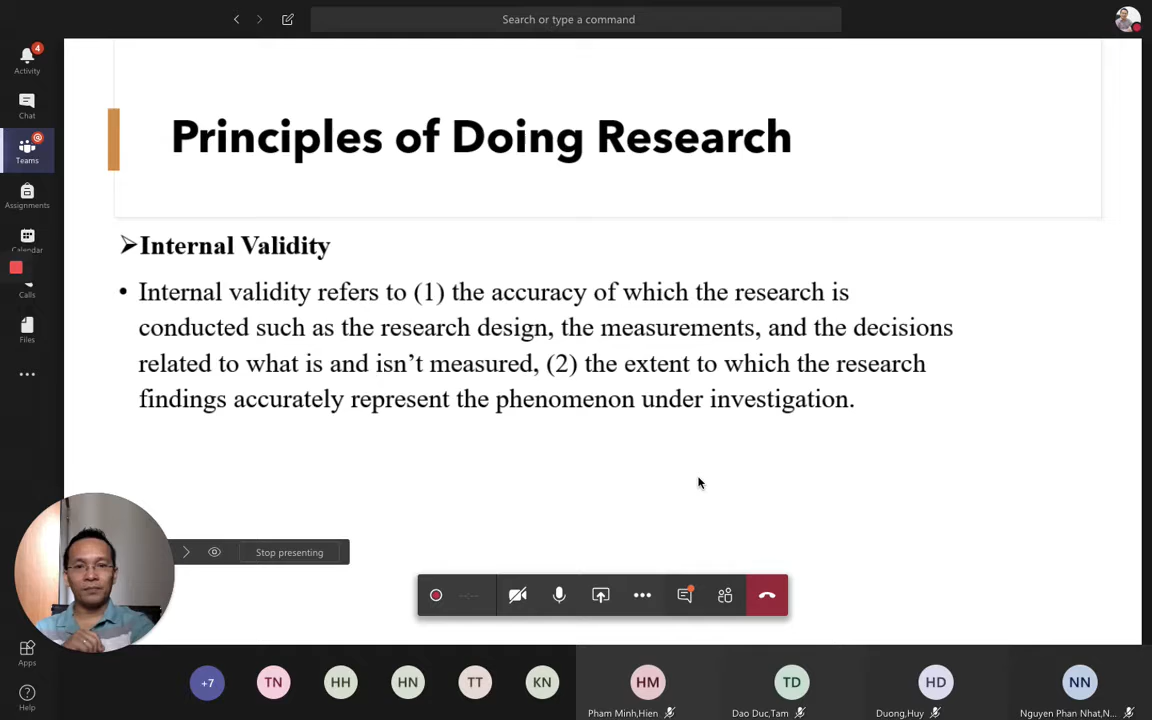 Search or type a command
4
Activity
Chat
@
Teams
Assignments
Calendar
Calls
Files
Principles of Doing Research
➢Internal Validity
• Internal validity refers to (1) the accuracy of which the research is
conducted such as the research design, the measurements, and the decisions
related to what is and isn’t measured, (2) the extent to which the research
findings accurately represent the phenomenon under investigation.
Stop presenting
--:--
Apps
Help
+7
TN
HH
HN
TT
KN
HM
TD
HD
NN
Pham Minh,Hien
Dao Duc,Tam
Duong,Huy
Nguyen Phan Nhat,N...